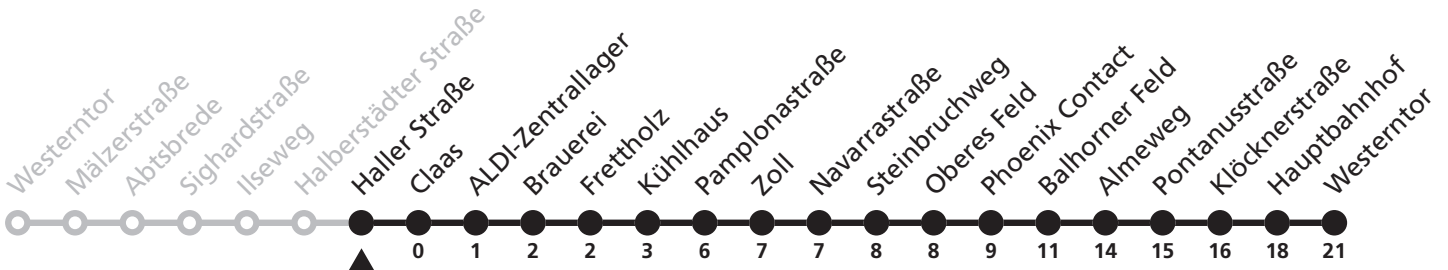 Westerntor
Mälzerstraße
Abtsbrede
Sighardstraße
Ilseweg
Halberstädter Straße
Haller Straße
Claas
ALDI-Zentrallager
Brauerei
Frettholz
Kühlhaus
Pamplonastraße
Zoll
Navarrastraße
Steinbruchweg
Oberes Feld
Phoenix Contact
Balhorner Feld
Almeweg
Pontanusstraße
Klöcknerstraße
Hauptbahnhof
Westerntor
0 1 2 2 3 6 7 7 8 8 9 11 14 15 16 18 21